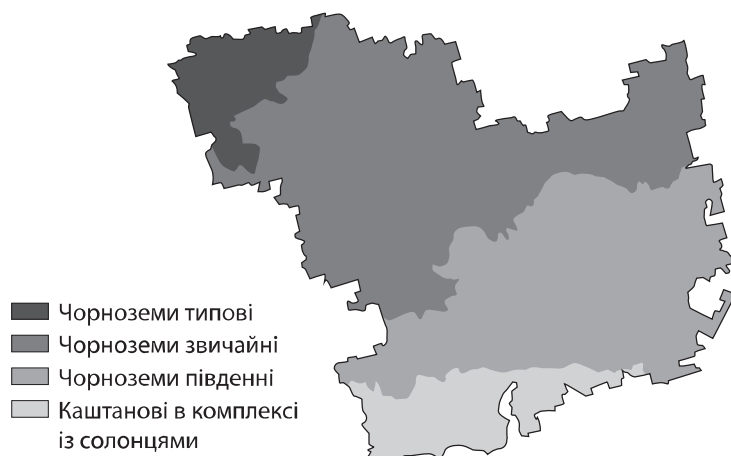 Чорноземи типові
Чорноземи звичайні
Чорноземи південні
Каштанові в комплексі
із солонцями